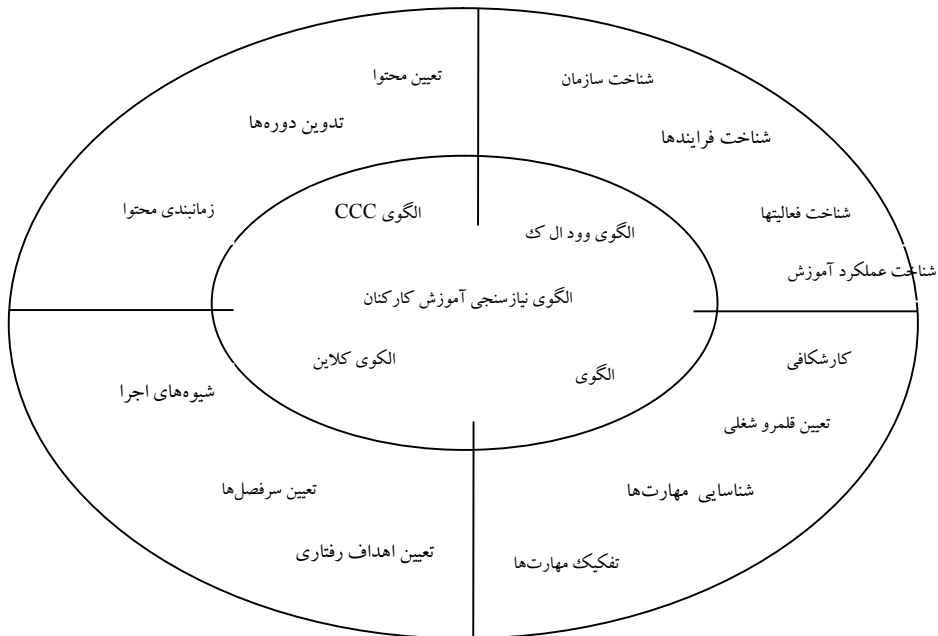 شناخت سازمان
شناخت فرایندها
شناخت فعالیتها
شناخت عملکرد آموزش
تعیین محتوا
تدوین دوره‌ها
زمانبندی محتوا
الگوی وود ال ک
الگوی CCC
الگوی نیازسنجی آموزش کارکنان
الگوی
الکوی کلاین
کارشکافی
تعیین قلمرو شغلی
شناسایی مهارت‌ها
تفکیک مهارت‌ها
شیوه‌های اجرا
تعیین سرفصل‌ها
تعیین اهداف رفتاری